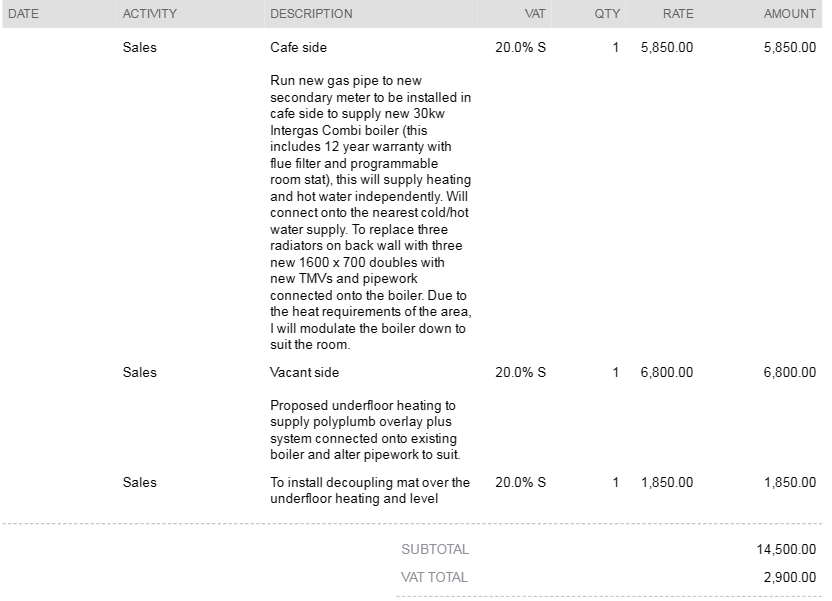 DATE ACTIVITY DESCRIPTION VAT QTY RATE AMOUNT
Sales Cafe side 20.0% S 1 5,850.00 5,850.00
Run new gas pipe to new
secondary meter to be installed in
cafe side to supply new 30kw
Intergas Combi boiler (this
includes 12 year warranty with
flue filter and programmable
room stat), this will supply heating
and hot water independently. Will
connect onto the nearest cold/hot
water supply. To replace three
radiators on back wall with three
new 1600 x 700 doubles with
new TMVs and pipework
connected onto the boiler. Due to
the heat requirements of the area,
I will modulate the boiler down to
suit the room.
Sales Vacant side 20.0% S 1 6,800.00 6,800.00
Proposed underfloor heating to
supply polyplumb overlay plus
system connected onto existing
boiler and alter pipework to suit.
Sales To install decoupling mat over the 20.0% S 1 1,850.00 1,850.00
underfloor heating and level
SUBTOTAL 14,500.00
VAT TOTAL 2,900.00